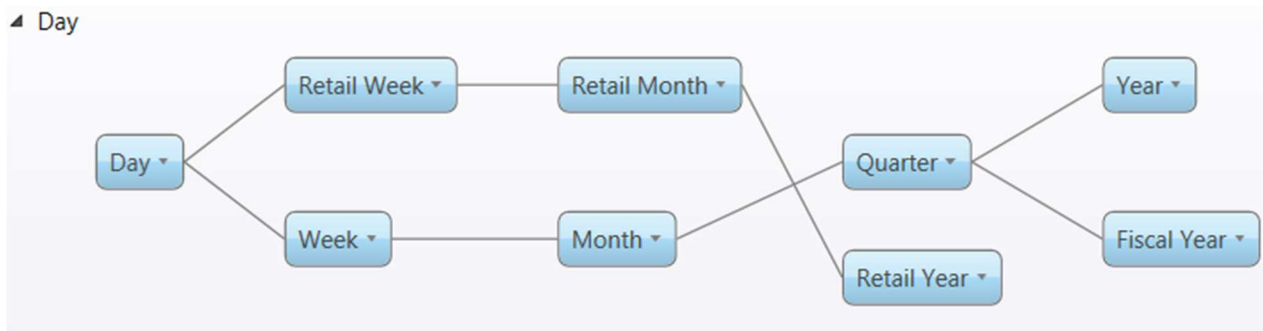 Day
Retail Week
Retail Month
Year
Day
Quarter
Week
Month
Fiscal Year
Retail Year